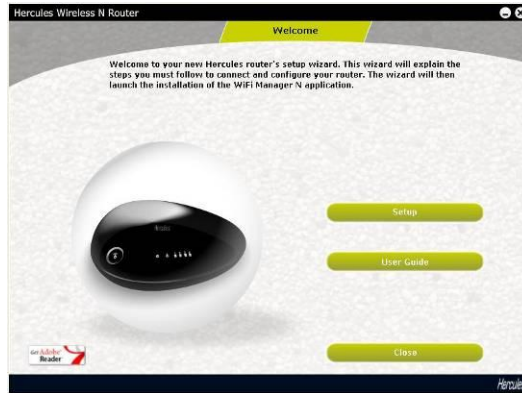 Hercules Wireless N Router
Welcome
Welcome to your new Hercules router's setup wizard. This wizard will explain the
steps you must follow to connect and configure your router. The wizard will then
launch the installation of the WiFi Manager N application.
Setup
User Guide
Get Adobe
Reader
Close
Hercules